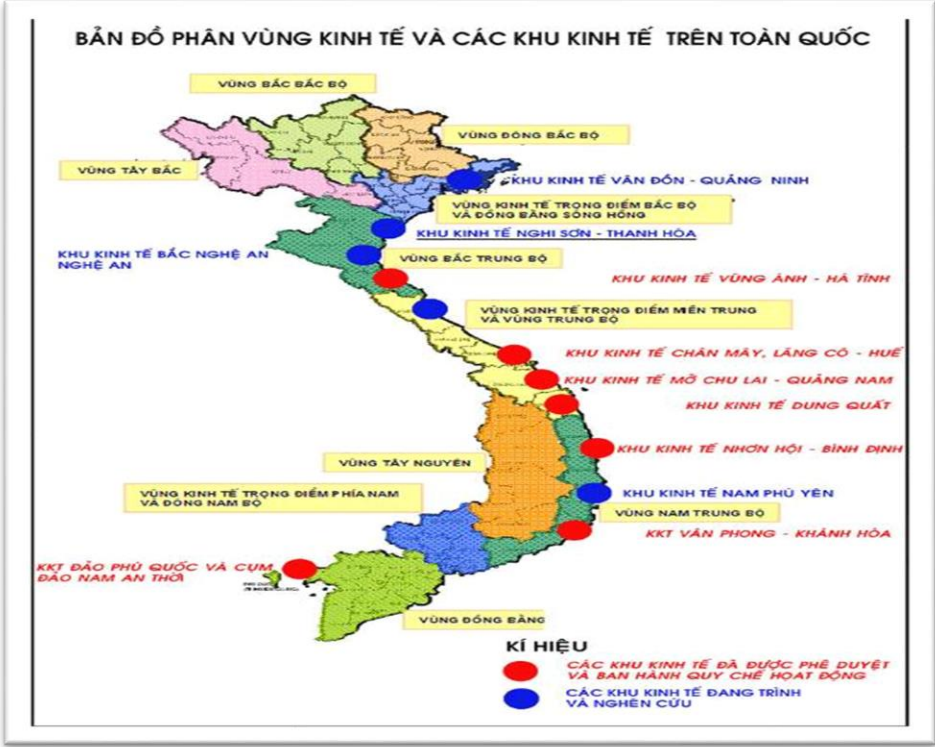 BẢN ĐỒ PHÂN VÙNG KINH TẾ VÀ CÁC KHU KINH TẾ TRÊN TOÀN QUỐC
VÙNG BẮC BẮC BỘ
VÙNG ĐÔNG BẮC BỘ
VÙNG TÂY BẮC
KHU KINH TẾ VÂN ĐỒN - QUẢNG NINH
VÙNG KINH TẾ TRỌNG ĐIỂM BẮC BỘ
VÀ ĐỒNG BẰNG SÔNG HỒNG
KHU KINH TẾ NGHI SƠN - THANH HÒA
KHU KINH TẾ BẮC NGHỆ AN
NGHỆ AN
VÙNG BẮC TRUNG BỘ
KHU KINH TẾ VŨNG ÀNH - HÀ TĨNH
VÙNG KINH TẾ TRỌNG ĐIỂM MIỀN TRUNG
VÀ VÙNG TRUNG BỘ
KHU KINH TẾ CHÂN MÂY, LĂNG CÔ - HUẾ
KHU KINH TẾ MỞ CHU LAI - QUẢNG NAM
KHU KINH TẾ DUNG QUẤT
KHU KINH TẾ NHƠN HỘI - BÌNH ĐỊNH
VÙNG TÂY NGUYÊN
VÙNG KINH TẾ TRỌNG ĐIỂM PHÍA NAM
VÀ ĐÔNG NAM BỘ
KHU KINH TẾ NAM PHÚ YÊN
VÙNG NAM TRUNG BỘ
KKT VÂN PHONG - KHÁNH HÒA
KKT ĐẢO PHÚ QUỐC VÀ CỤM
ĐẢO NAM AN THỚI
VÙNG ĐỒNG BẰNG
KÍ HIỆU
CÁC KHU KINH TẾ ĐÃ ĐƯỢC PHÊ DUYỆT
VÀ BAN HÀNH QUY CHẾ HOẠT ĐỘNG
CÁC KHU KINH TẾ ĐANG TRÌNH
VÀ NGHÊN CỨU